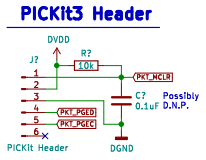 PICKit3 Header
DVDD
J?
R?
10k
1
PKT_MCLR
2
3
C?
0.1uF
Possibly
D.N.P.
4
PKT_PGED
5
PKT_PGEC
6
PICKit Header
DGND